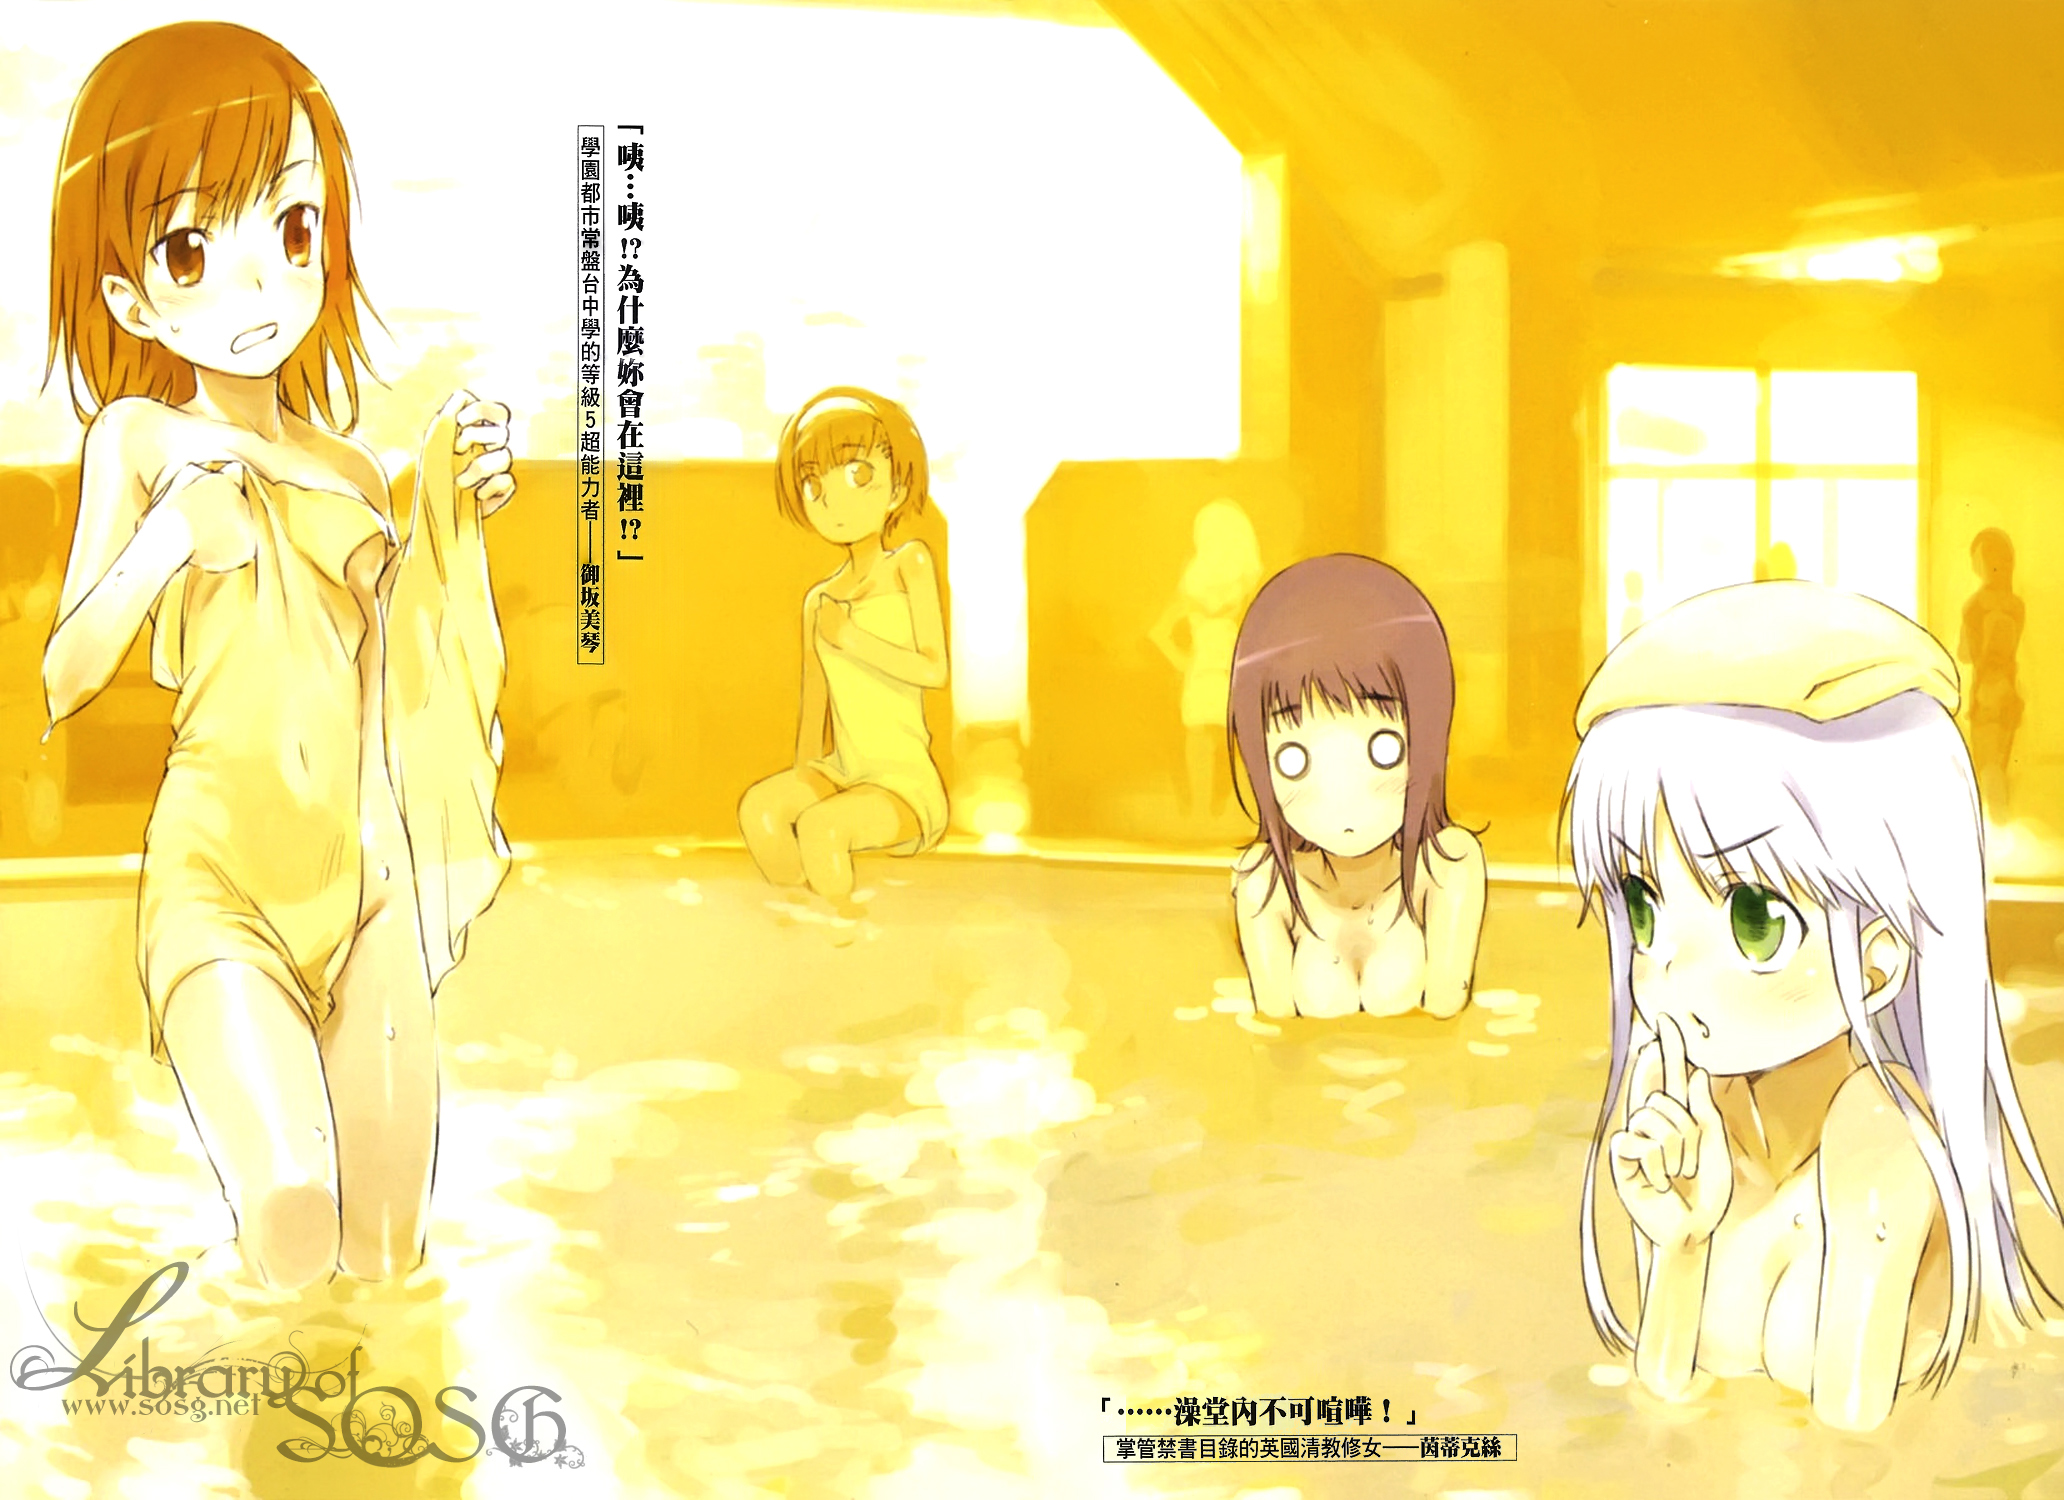 「咦…咦!?為什麼妳會在這裡!?」
學園都市常盤台中學的等級5超能力者——御坂美琴
「……澡堂內不可喧嘩！」
掌管禁書目錄的英國清教修女——茵蒂克絲
Library of
www.sosg.net
SOSG